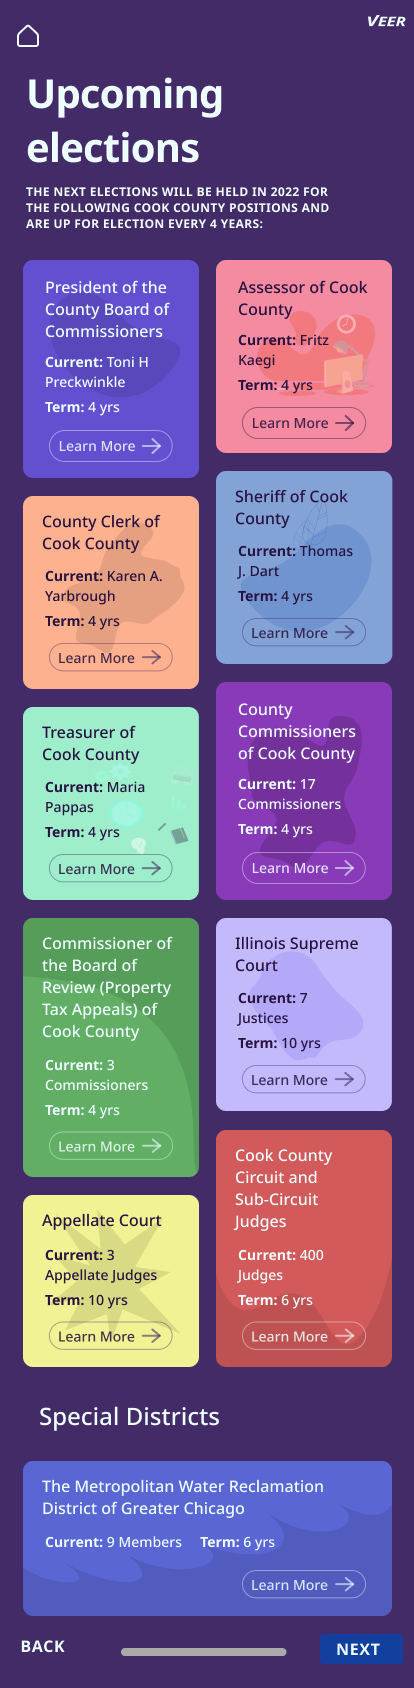 VEER
Upcoming
elections
THE NEXT ELECTIONS WILL BE HELD IN 2022 FOR
THE FOLLOWING COOK COUNTY POSITIONS AND
ARE UP FOR ELECTION EVERY 4 YEARS:
President of the
County Board of
Commissioners
Current: Toni H
Preckwinkle
Term: 4 yrs
Learn More
Assessor of Cook
County
Current: Fritz
Kaegi
Term: 4 yrs
Learn More
County Clerk of
Cook County
Current: Karen A.
Yarbrough
Term: 4 yrs
Learn More
Sheriff of Cook
County
Current: Thomas
J. Dart
Term: 4 yrs
Learn More
Treasurer of
Cook County
Current: Maria
Pappas
Term: 4 yrs
Learn More
County
Commissioners
of Cook County
Current: 17
Commissioners
Term: 4 yrs
Learn More
Commissioner of
the Board of
Review (Property
Tax Appeals) of
Cook County
Current: 3
Commissioners
Term: 4 yrs
Learn More
Illinois Supreme
Court
Current: 7
Justices
Term: 10 yrs
Learn More
Appellate Court
Current: 3
Appellate Judges
Term: 10 yrs
Learn More
Cook County
Circuit and
Sub-Circuit
Judges
Current: 400
Judges
Term: 6 yrs
Learn More
Special Districts
The Metropolitan Water Reclamation
District of Greater Chicago
Current: 9 Members Term: 6 yrs
Learn More
BACK
NEXT